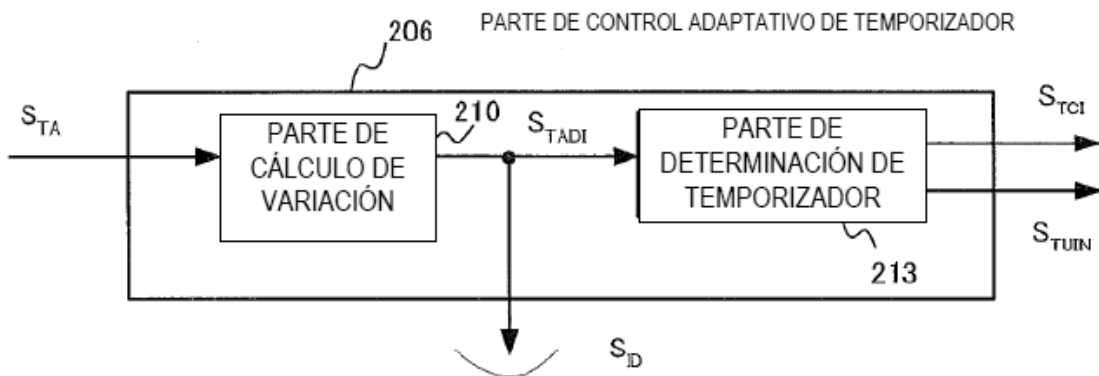 206
PARTE DE CONTROL ADAPTATIVO DE TEMPORIZADOR
S_TA
210
PARTE DE
CÁLCULO DE
VARIACIÓN
S_TADI
PARTE DE
DETERMINACIÓN DE
TEMPORIZADOR
213
S_TCI
S_TUIN
S_ID